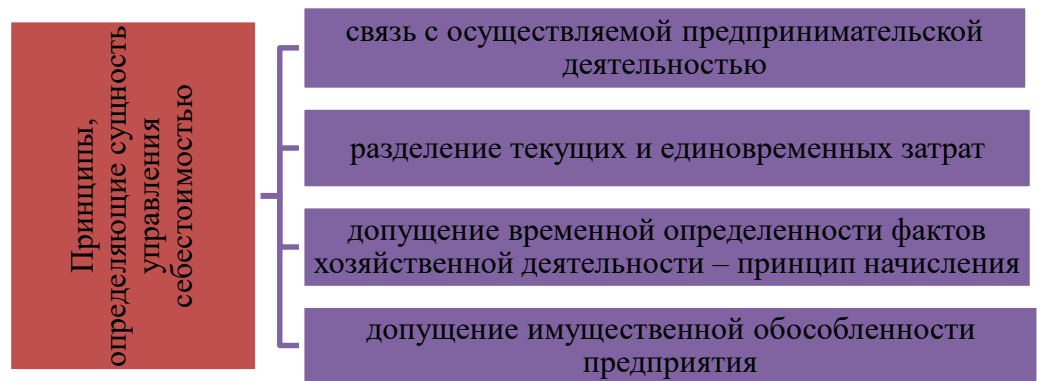 Принципы,
определяющие сущность
управления
себестоимостью
связь с осуществляемой предпринимательской
деятельностью
разделение текущих и единовременных затрат
допущение временной определенности фактов
хозяйственной деятельности – принцип начисления
допущение имущественной обособленности
предприятия